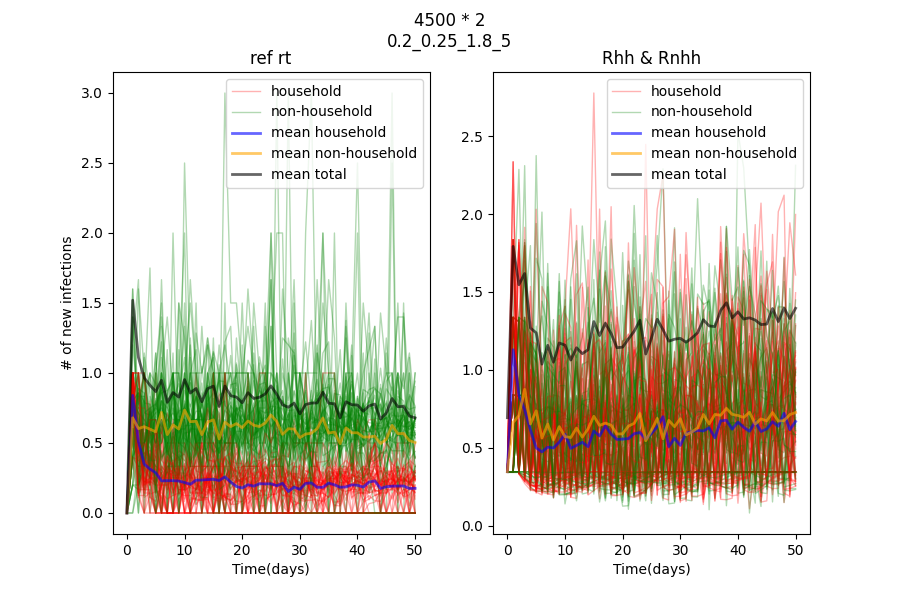 4500 * 2
0.2_0.25_1.8_5
ref rt
household
non-household
mean household
mean non-household
mean total
3.0
2.5
2.0
1.5
1.0
0.5
0.0
# of new infections
0
10
20
30
40
50
Time(days)
Rhh & Rnhh
household
non-household
mean household
mean non-household
mean total
2.5
2.0
1.5
1.0
0.5
0.0
0
10
20
30
40
50
Time(days)